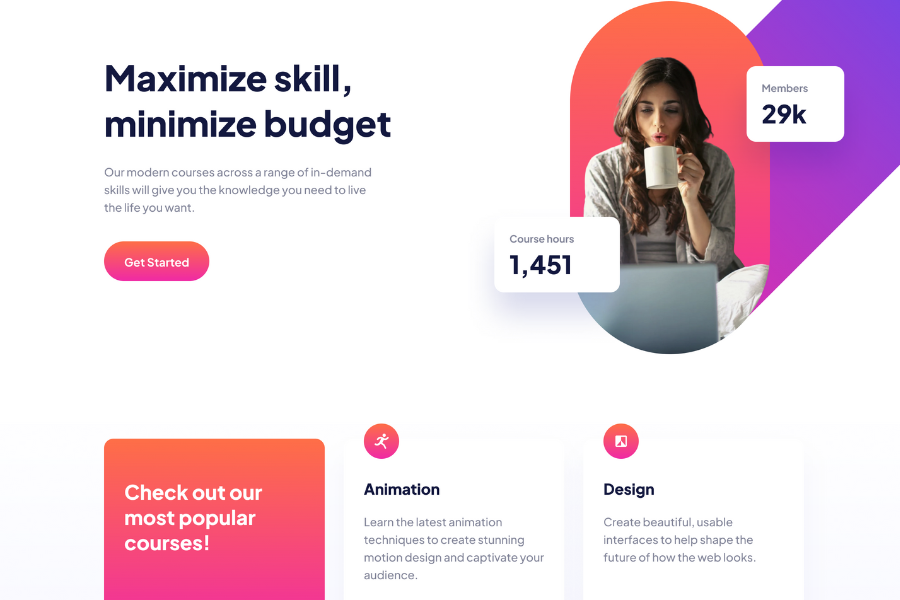 Maximize skill,
minimize budget
Our modern courses across a range of in-demand
skills will give you the knowledge you need to live
the life you want.
Get Started
Members
29k
Course hours
1,451
Check out our
most popular
courses!
Animation
Learn the latest animation
techniques to create stunning
motion design and captivate your
audience.
Design
Create beautiful, usable
interfaces to help shape the
future of how the web looks.